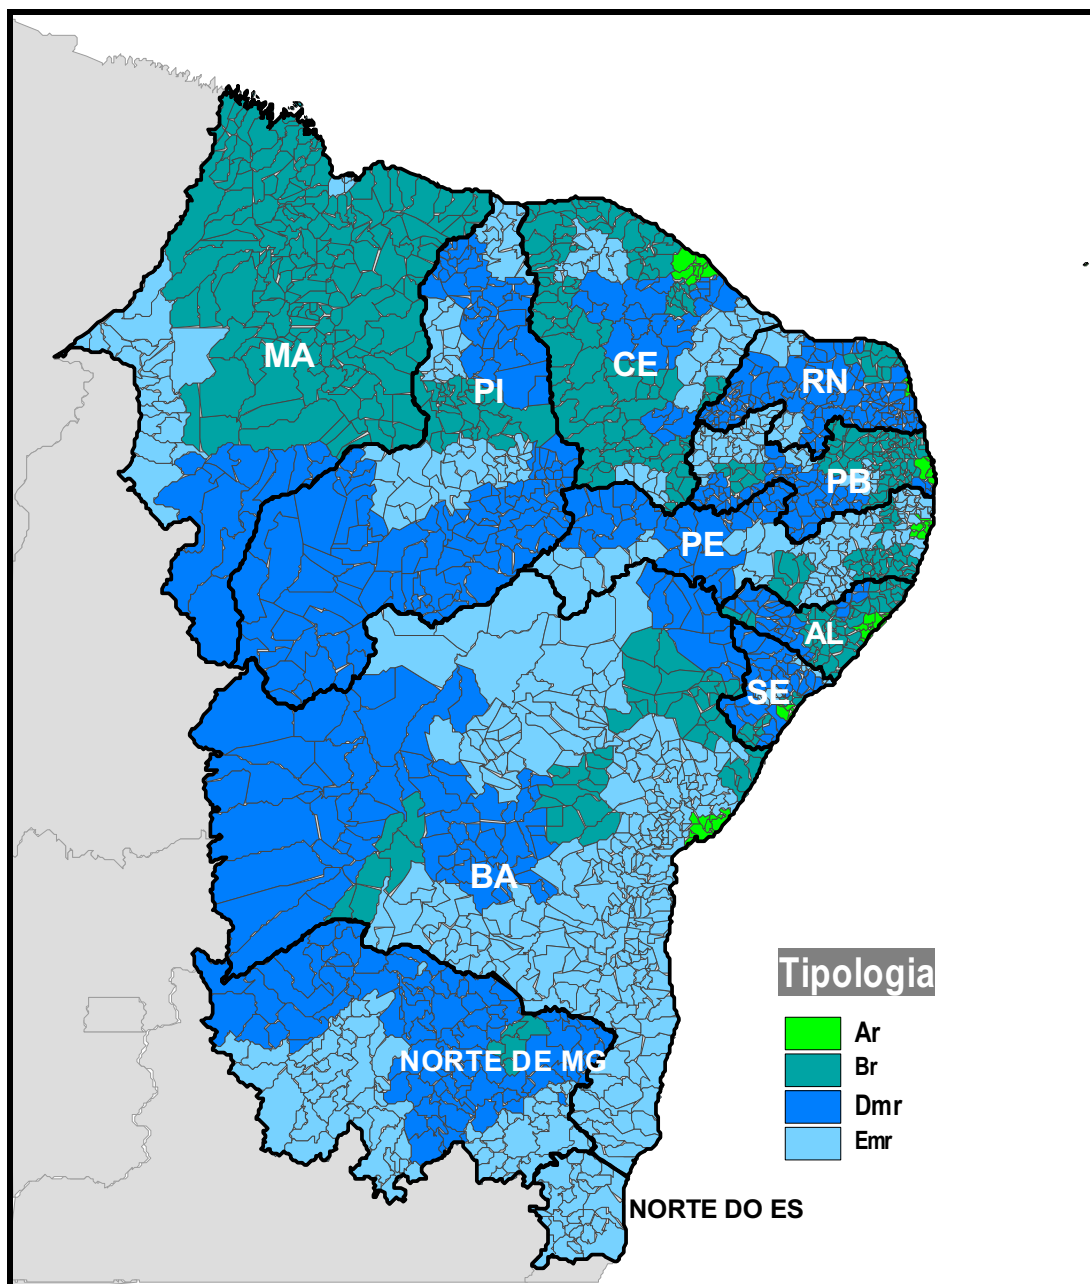 MA
PI
CE
RN
PB
PE
AL
SE
BA
NORTE DE MG
NORTE DO ES
Tipologia
Ar
Br
Dmr
Emr